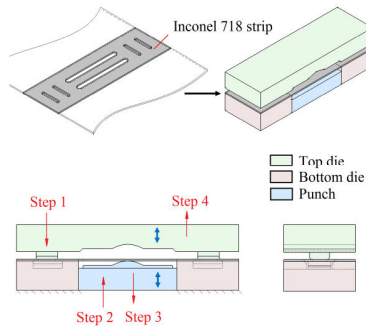 Inconel 718 strip
Top die
Bottom die
Punch
Step 1
Step 4
Step 2
Step 3